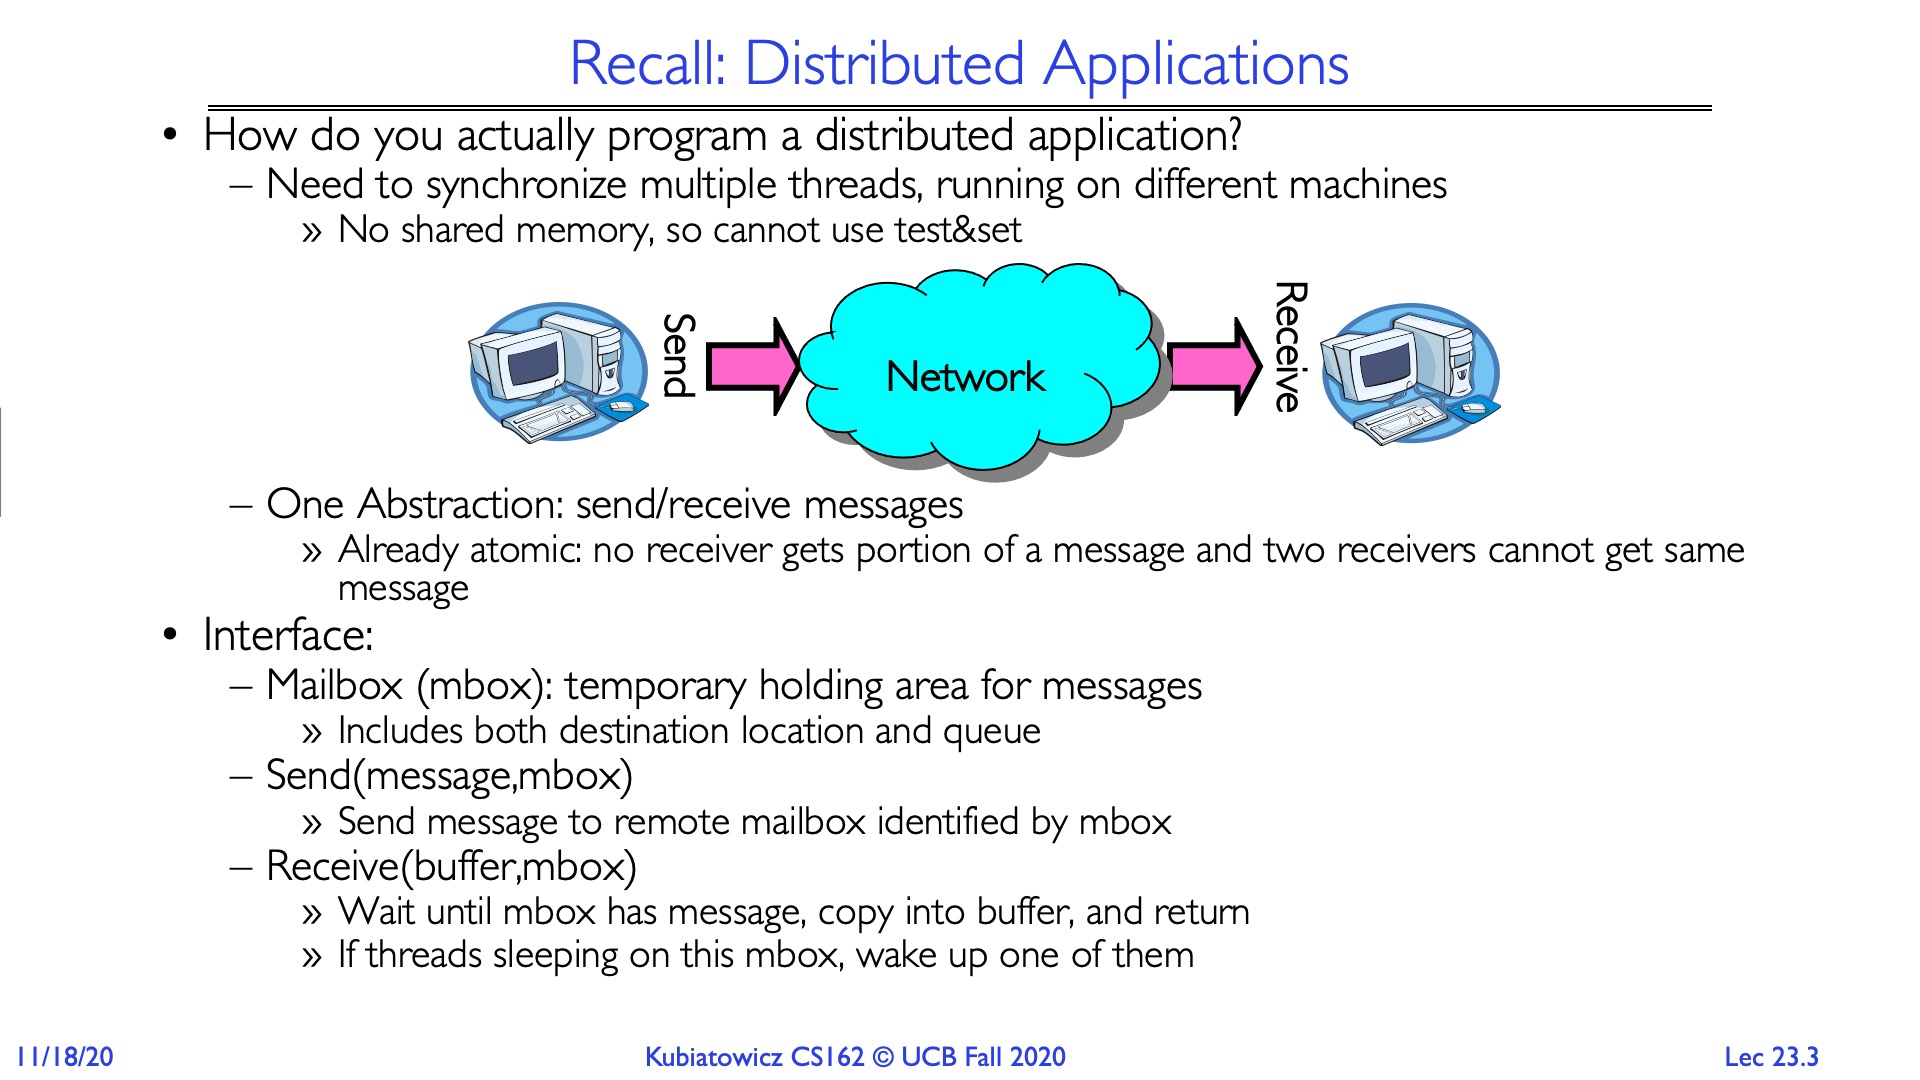 Recall: Distributed Applications
• How do you actually program a distributed application?
– Need to synchronize multiple threads, running on different machines
» No shared memory, so cannot use test&set
Send
Network
Receive
– One Abstraction: send/receive messages
» Already atomic: no receiver gets portion of a message and two receivers cannot get same
message
• Interface:
– Mailbox (mbox): temporary holding area for messages
» Includes both destination location and queue
– Send(message,mbox)
» Send message to remote mailbox identified by mbox
– Receive(buffer,mbox)
» Wait until mbox has message, copy into buffer, and return
» If threads sleeping on this mbox, wake up one of them
11/18/20
Kubiatowicz CS162 © UCB Fall 2020
Lec 23.3